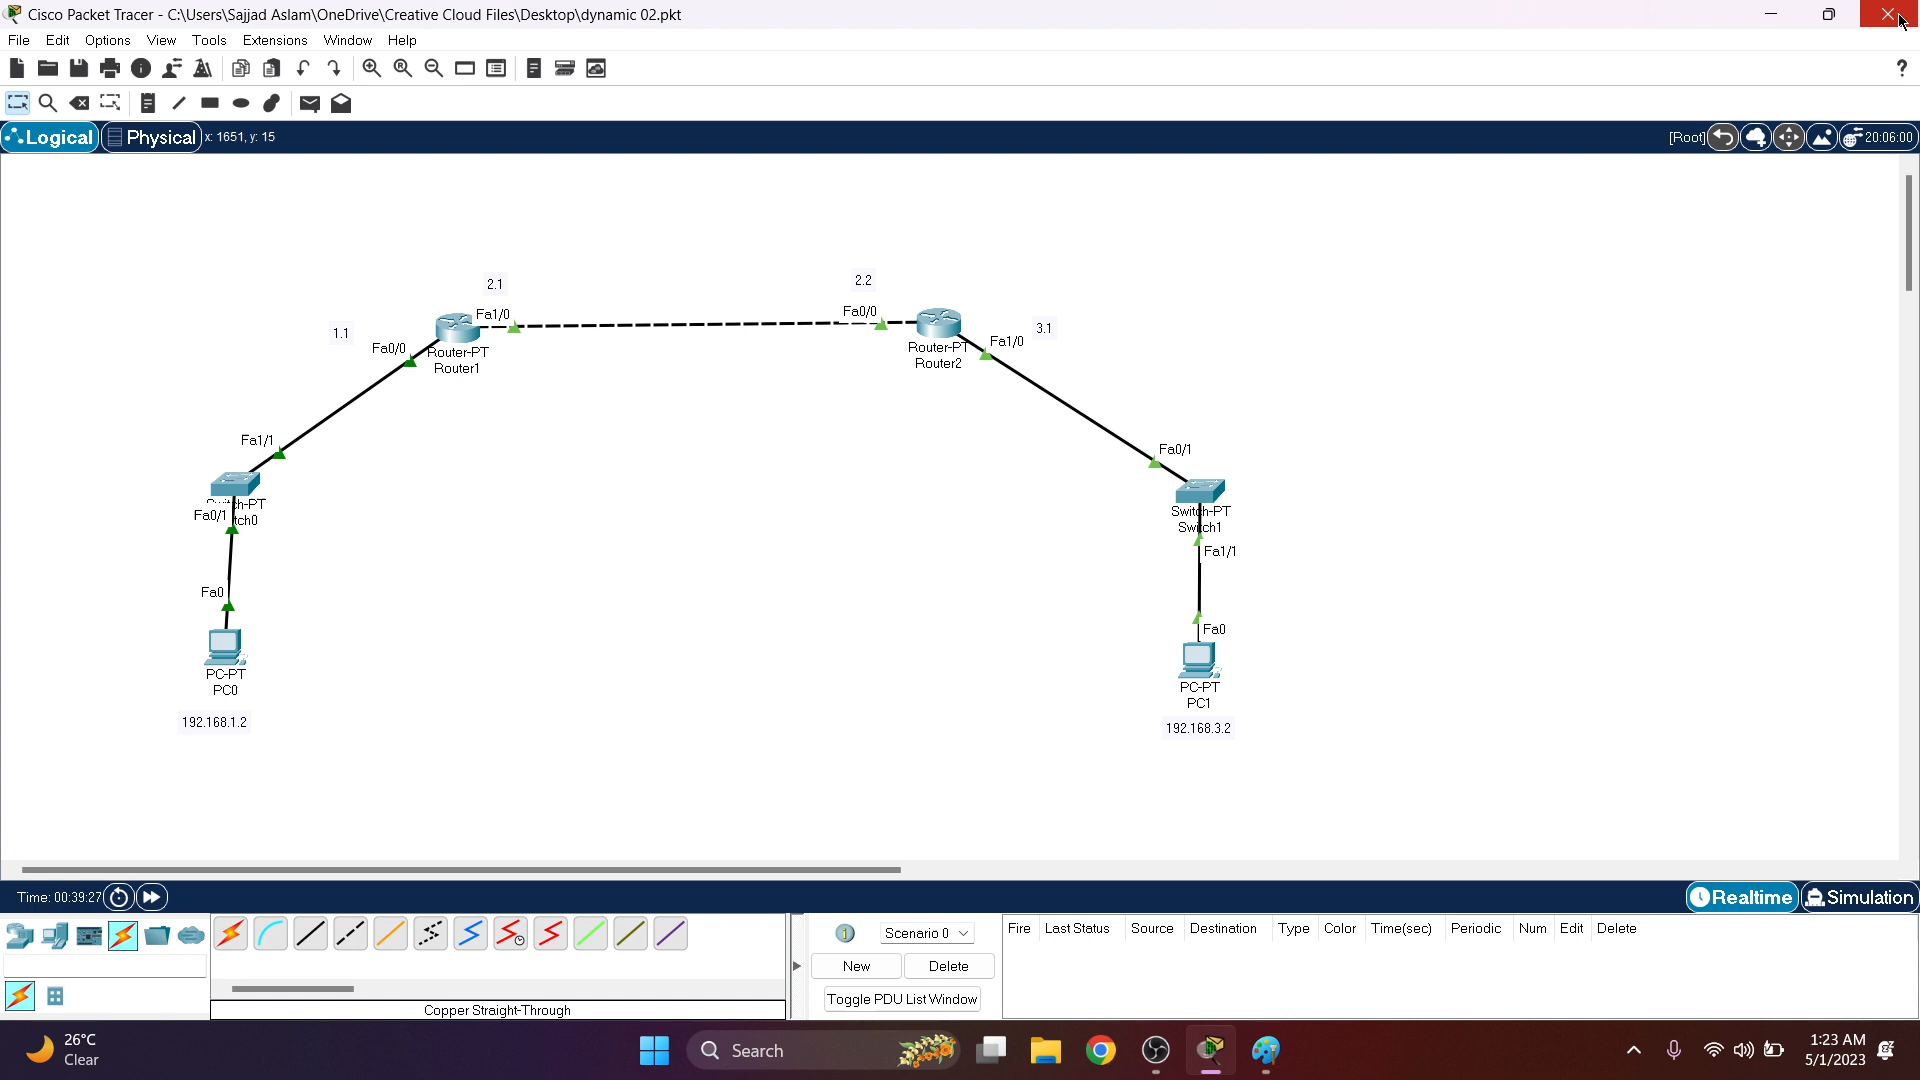 Cisco Packet Tracer - C:\Users\Sajjad Aslam\OneDrive\Creative Cloud Files\Desktop\dynamic 02.pkt
File Edit Options View Tools Extensions Window Help
?
Logical Physical x: 1651, y: 15 [Root] 20:06:00
2.1 2.2
Fa1/0 Fa0/0
1.1 3.1
Fa0/0 Fa1/0
Router-PT
Router1
Router-PT
Router2
Fa1/1 Fa0/1
Switch-PT
Switch1
Fa0/1
Fa1/1
Fa0
Fa0
PC-PT
PC0
192.168.1.2
PC-PT
PC1
192.168.3.2
Time: 00:39:27 Realtime Simulation
1 Scenario 0
New Delete
Toggle PDU List Window
Fire Last Status Source Destination Type Color Time(sec) Periodic Num Edit Delete
Copper Straight-Through
26°C
Clear
Search
1:23 AM
5/1/2023